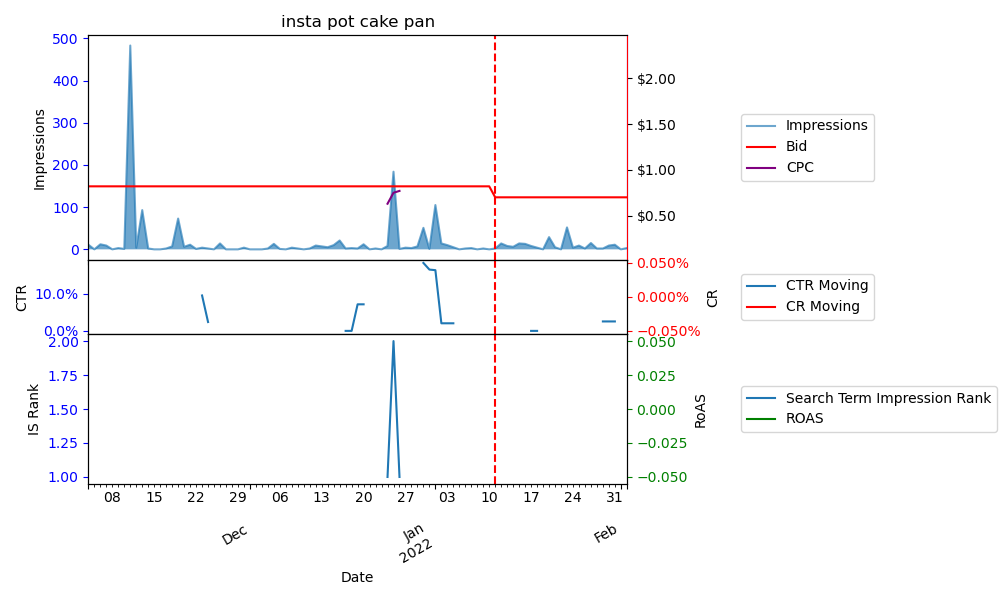 insta pot cake pan
500
400
300
200
100
0
Impressions
$2.00
$1.50
$1.00
$0.50
Impressions
Bid
CPC
10.0%
0.0%
CTR
0.050%
0.000%
−0.050%
CR
CTR Moving
CR Moving
2.00
1.75
1.50
1.25
1.00
IS Rank
0.050
0.025
0.000
−0.025
−0.050
RoAS
Search Term Impression Rank
ROAS
08 15 22 29 06 13 20 27 03 10 17 24 31
Dec Jan Feb
2022
Date